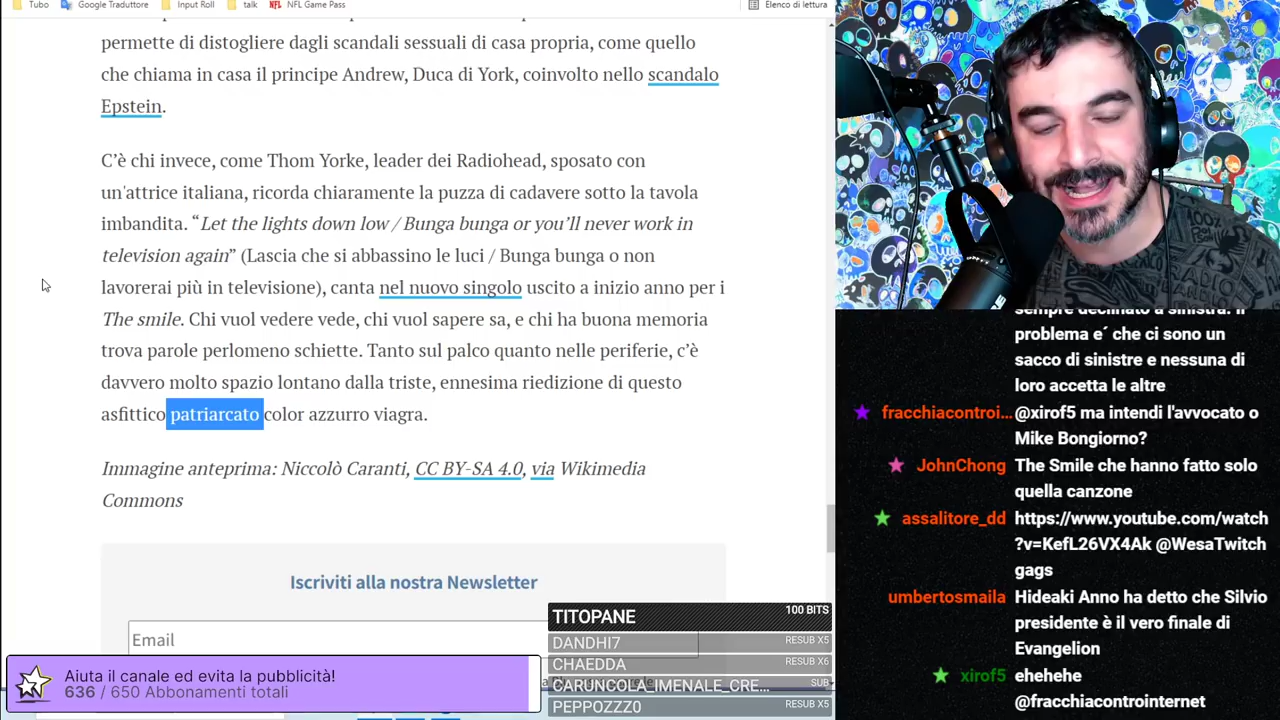 Tubo
Google Traduttore
Input Roll
talk
NFL Game Pass
Elenco di lettura
permette di distogliere dagli scandali sessuali di casa propria, come quello
che chiama in casa il principe Andrew, Duca di York, coinvolto nello scandalo
Epstein.
C'è chi invece, come Thom Yorke, leader dei Radiohead, sposato con
un'attrice italiana, ricorda chiaramente la puzza di cadavere sotto la tavola
imbandita. “Let the lights down low / Bunga bunga or you'll never work in
television again” (Lascia che si abbassino le luci / Bunga bunga o non
lavorerai più in televisione), canta nel nuovo singolo uscito a inizio anno per i
The smile. Chi vuol vedere vede, chi vuol sapere sa, e chi ha buona memoria
trova parole perlomeno schiette. Tanto sul palco quanto nelle periferie, c'è
davvero molto spazio lontano dalla triste, ennesima riedizione di questo
asfittico patriarcato color azzurro viagra.
Immagine anteprima: Niccolò Caranti, CC BY-SA 4.0, via Wikimedia
Commons
Iscriviti alla nostra Newsletter
Email
Aiuta il canale ed evita la pubblicità!
636 / 650 Abbonamenti totali
TITOPANE 100 BITS
DANDHI7 RESUB X5
CHAEDDA RESUB X6
CARUNCOLA_IMENALE_CRE... SUB
PEPPOZZZ0 RESUB X5
sempre declinato a sinistra. Il
problema e´ che ci sono un
sacco di sinistre e nessuna di
loro accetta le altre
fracchiacontroi... @xirof5 ma intendi l'avvocato o
Mike Bongiorno?
JohnChong The Smile che hanno fatto solo
quella canzone
assalitore_dd https://www.youtube.com/watch
?v=KefL26VX4Ak @WesaTwitch
gags
umbertosmaila Hideaki Anno ha detto che Silvio
presidente è il vero finale di
Evangelion
xirof5 ehehehe
@fracchiacontrointernet